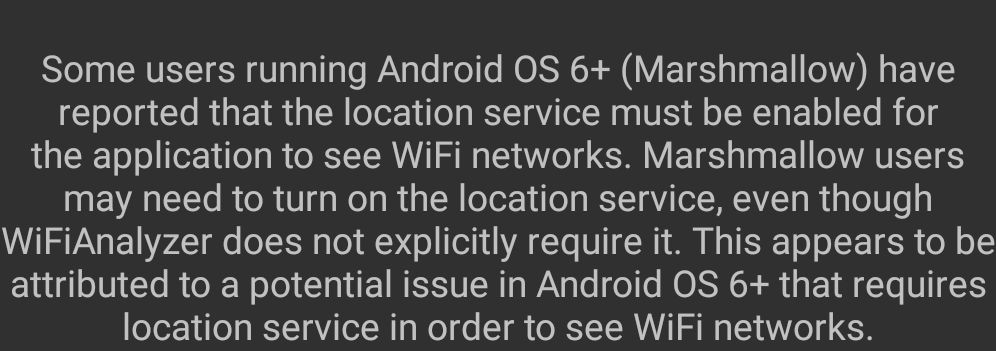 Some users running Android OS 6+ (Marshmallow) have
reported that the location service must be enabled for
the application to see WiFi networks. Marshmallow users
may need to turn on the location service, even though
WiFiAnalyzer does not explicitly require it. This appears to be
attributed to a potential issue in Android OS 6+ that requires
location service in order to see WiFi networks.